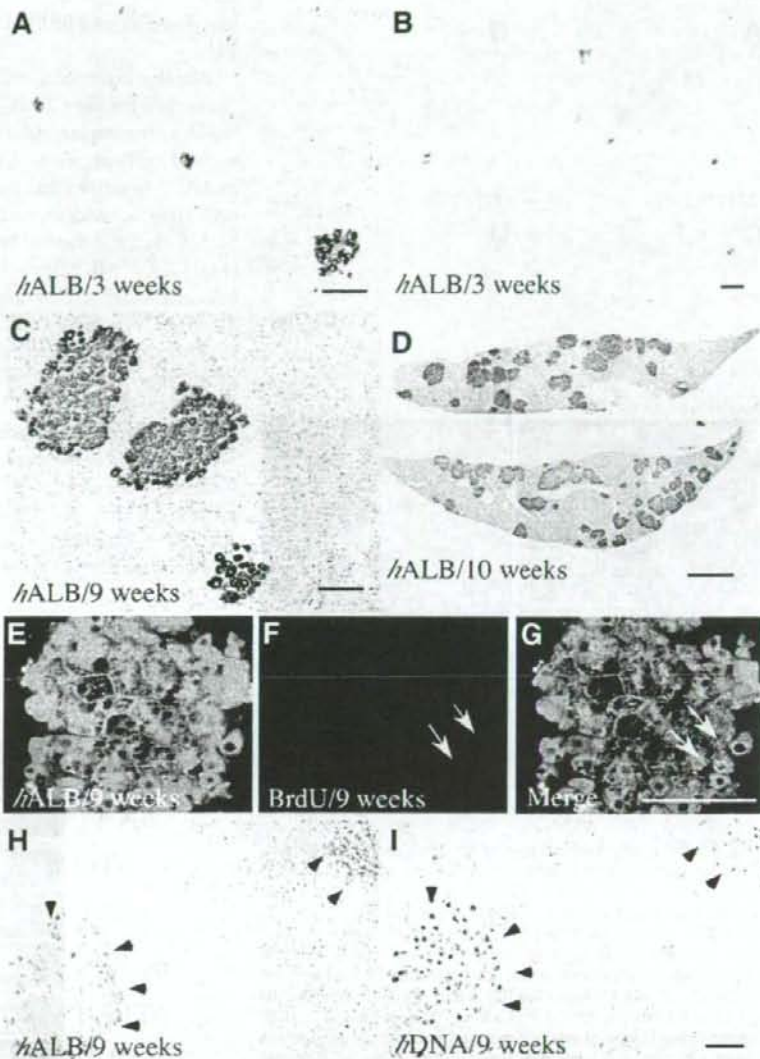 A
B
hALB/3 weeks
hALB/3 weeks
C
D
hALB/9 weeks
hALB/10 weeks
E
F
G
hALB/9 weeks
BrdU/9 weeks
Merge
H
I
hALB/9 weeks
hDNA/9 weeks